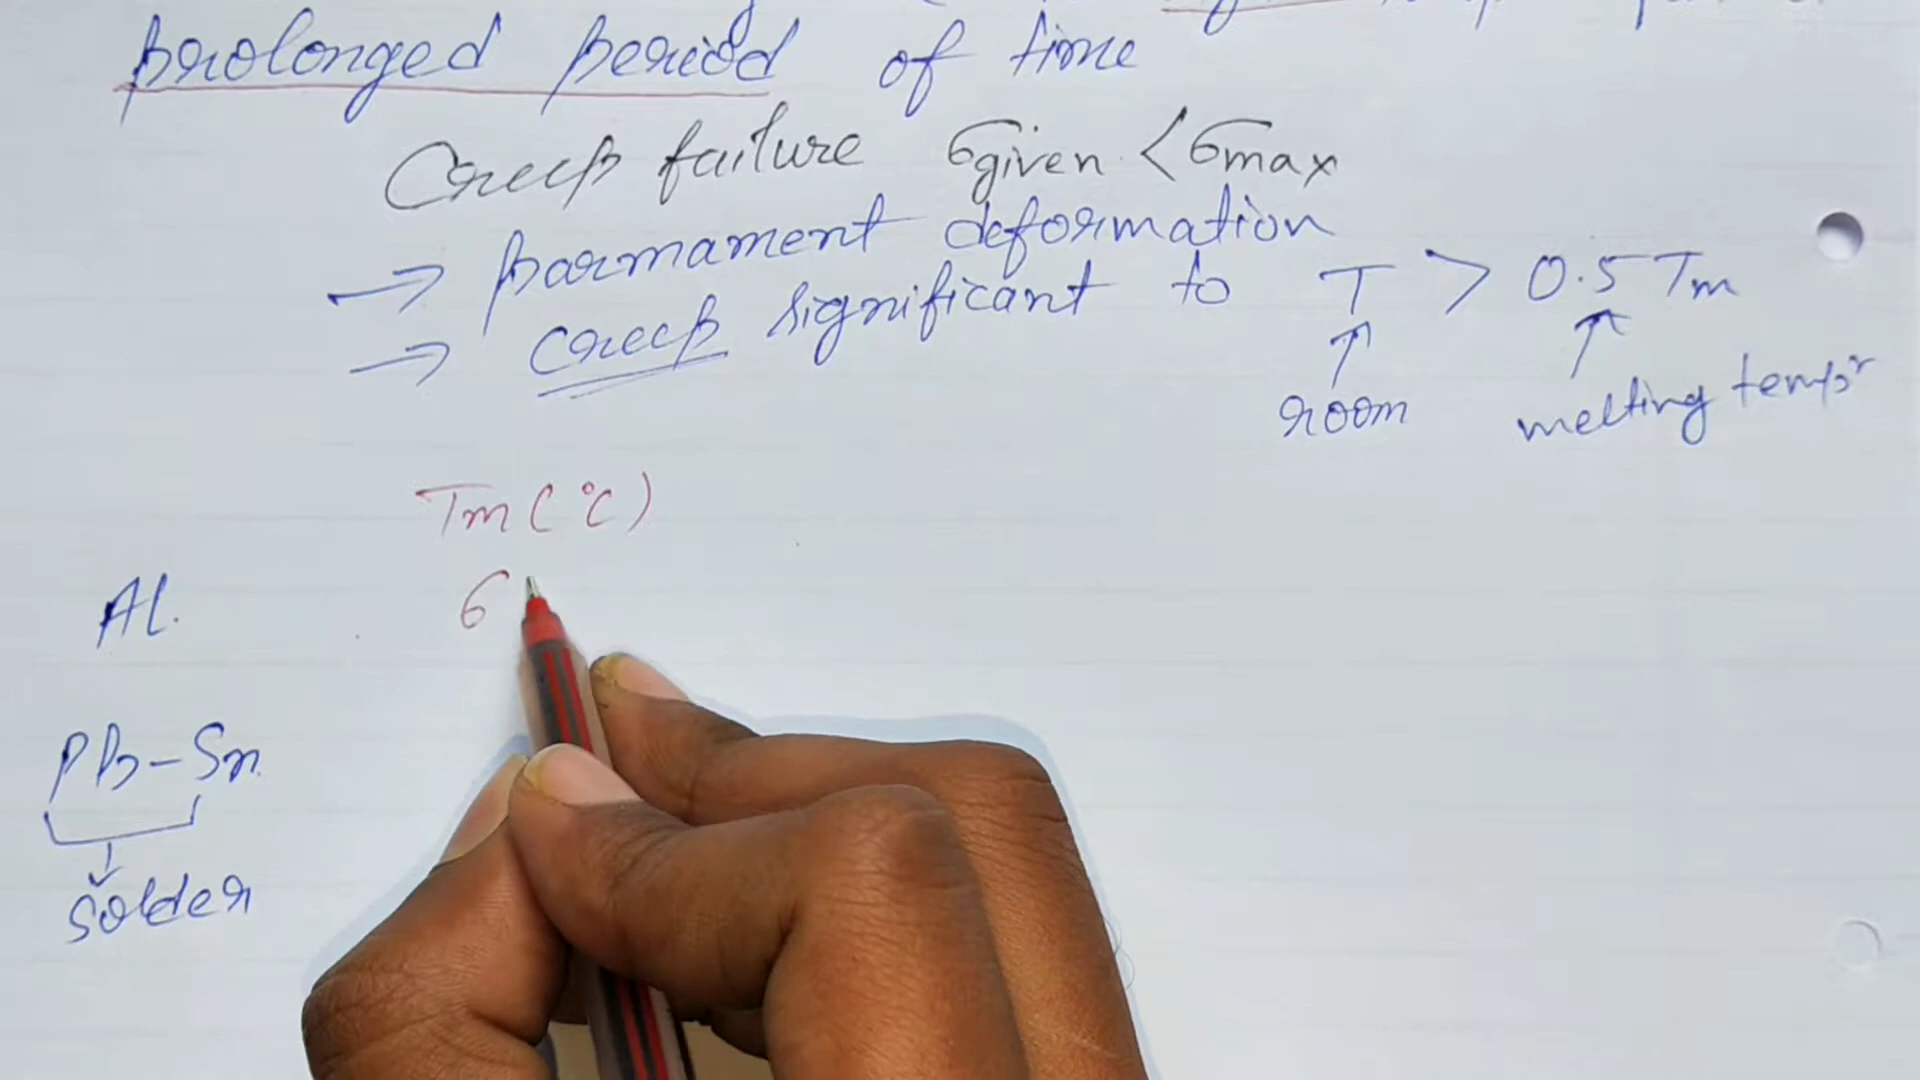 prolonged period of time
Creep failure σgiven < σmax
→ parmament deformation
→ creep significant to T > 0.5 Tm
↑ ↑
room melting tempr
Tm (°C)
Al. 6
Pb-Sn
solder